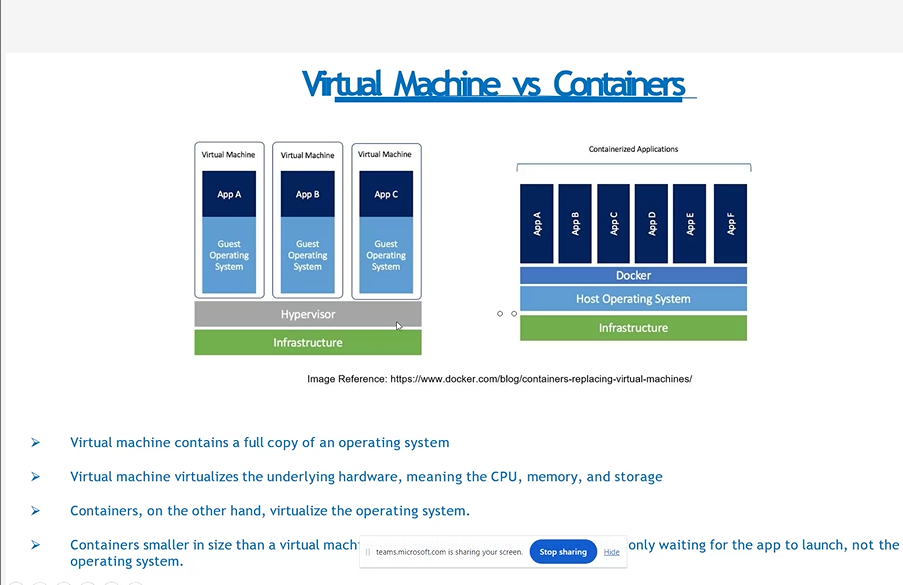 Virtual Machine vs Containers
Virtual Machine
Virtual Machine
Virtual Machine
App A
App B
App C
Guest
Operating
System
Guest
Operating
System
Guest
Operating
System
Hypervisor
Infrastructure
Containerized Applications
App A
App B
App C
App D
App E
App F
Docker
Host Operating System
Infrastructure
Image Reference: https://www.docker.com/blog/containers-replacing-virtual-machines/
Virtual machine contains a full copy of an operating system
Virtual machine virtualizes the underlying hardware, meaning the CPU, memory, and storage
Containers, on the other hand, virtualize the operating system.
Containers smaller in size than a virtual mach only waiting for the app to launch, not the
operating system.
teams.microsoft.com is sharing your screen. Stop sharing Hide